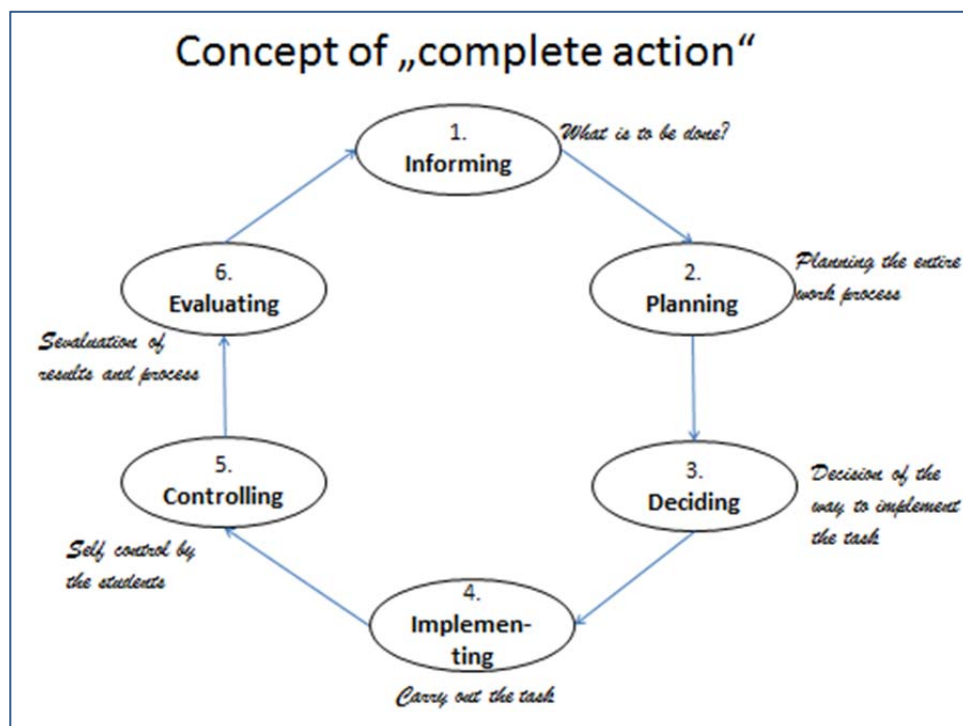 Concept of „complete action“
1.
Informing
What is to be done?
2.
Planning
Planning the entire
work process
3.
Deciding
Decision of the
way to implement
the task
4.
Implemen-
ting
Carry out the task
5.
Controlling
Self control by
the students
6.
Evaluating
Sevaluation of
results and process